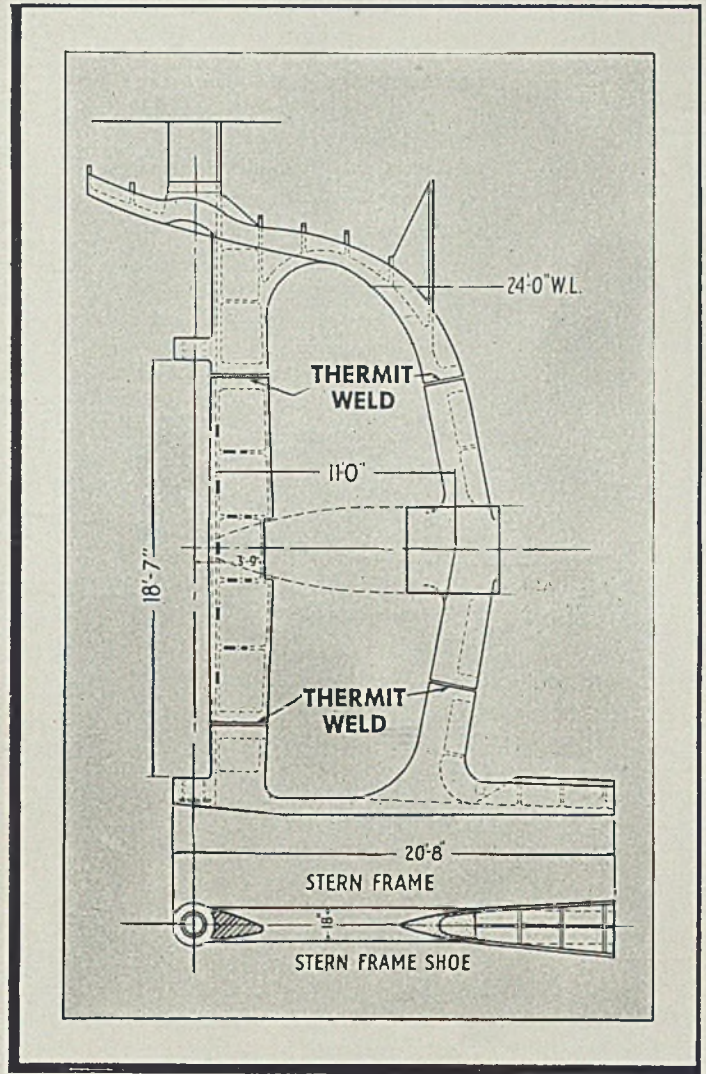 24'-0" W.L.
THERMIT
WELD
11'-0"
3'-9"
18'-7"
THERMIT
WELD
20'-8"
STERN FRAME
18"
STERN FRAME SHOE